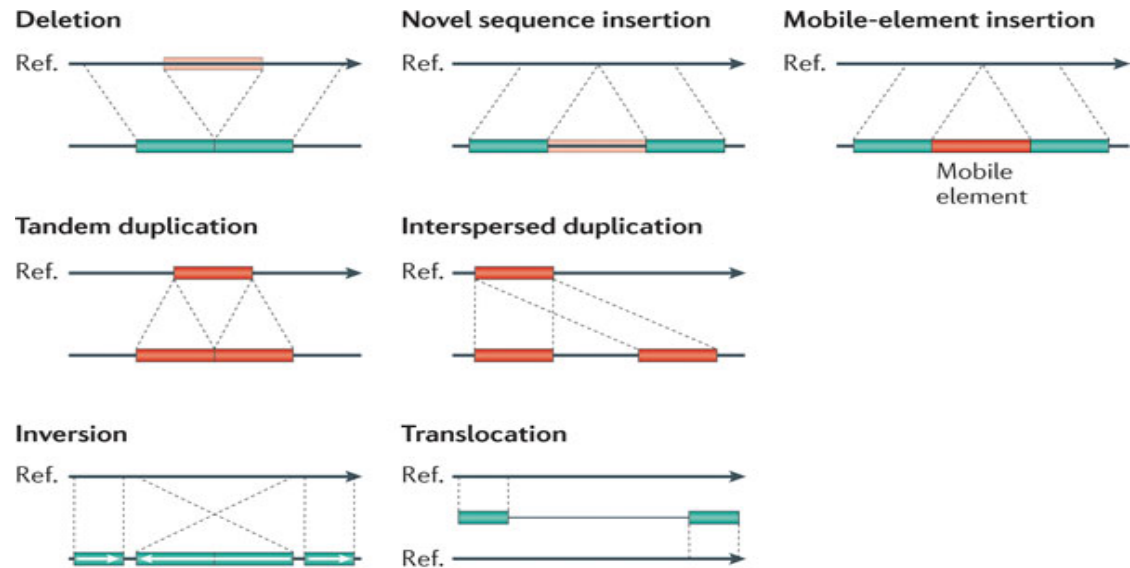 Deletion
Novel sequence insertion
Mobile-element insertion
Ref.
Ref.
Ref.
Mobile
element
Tandem duplication
Interspersed duplication
Ref.
Ref.
Inversion
Translocation
Ref.
Ref.
Ref.